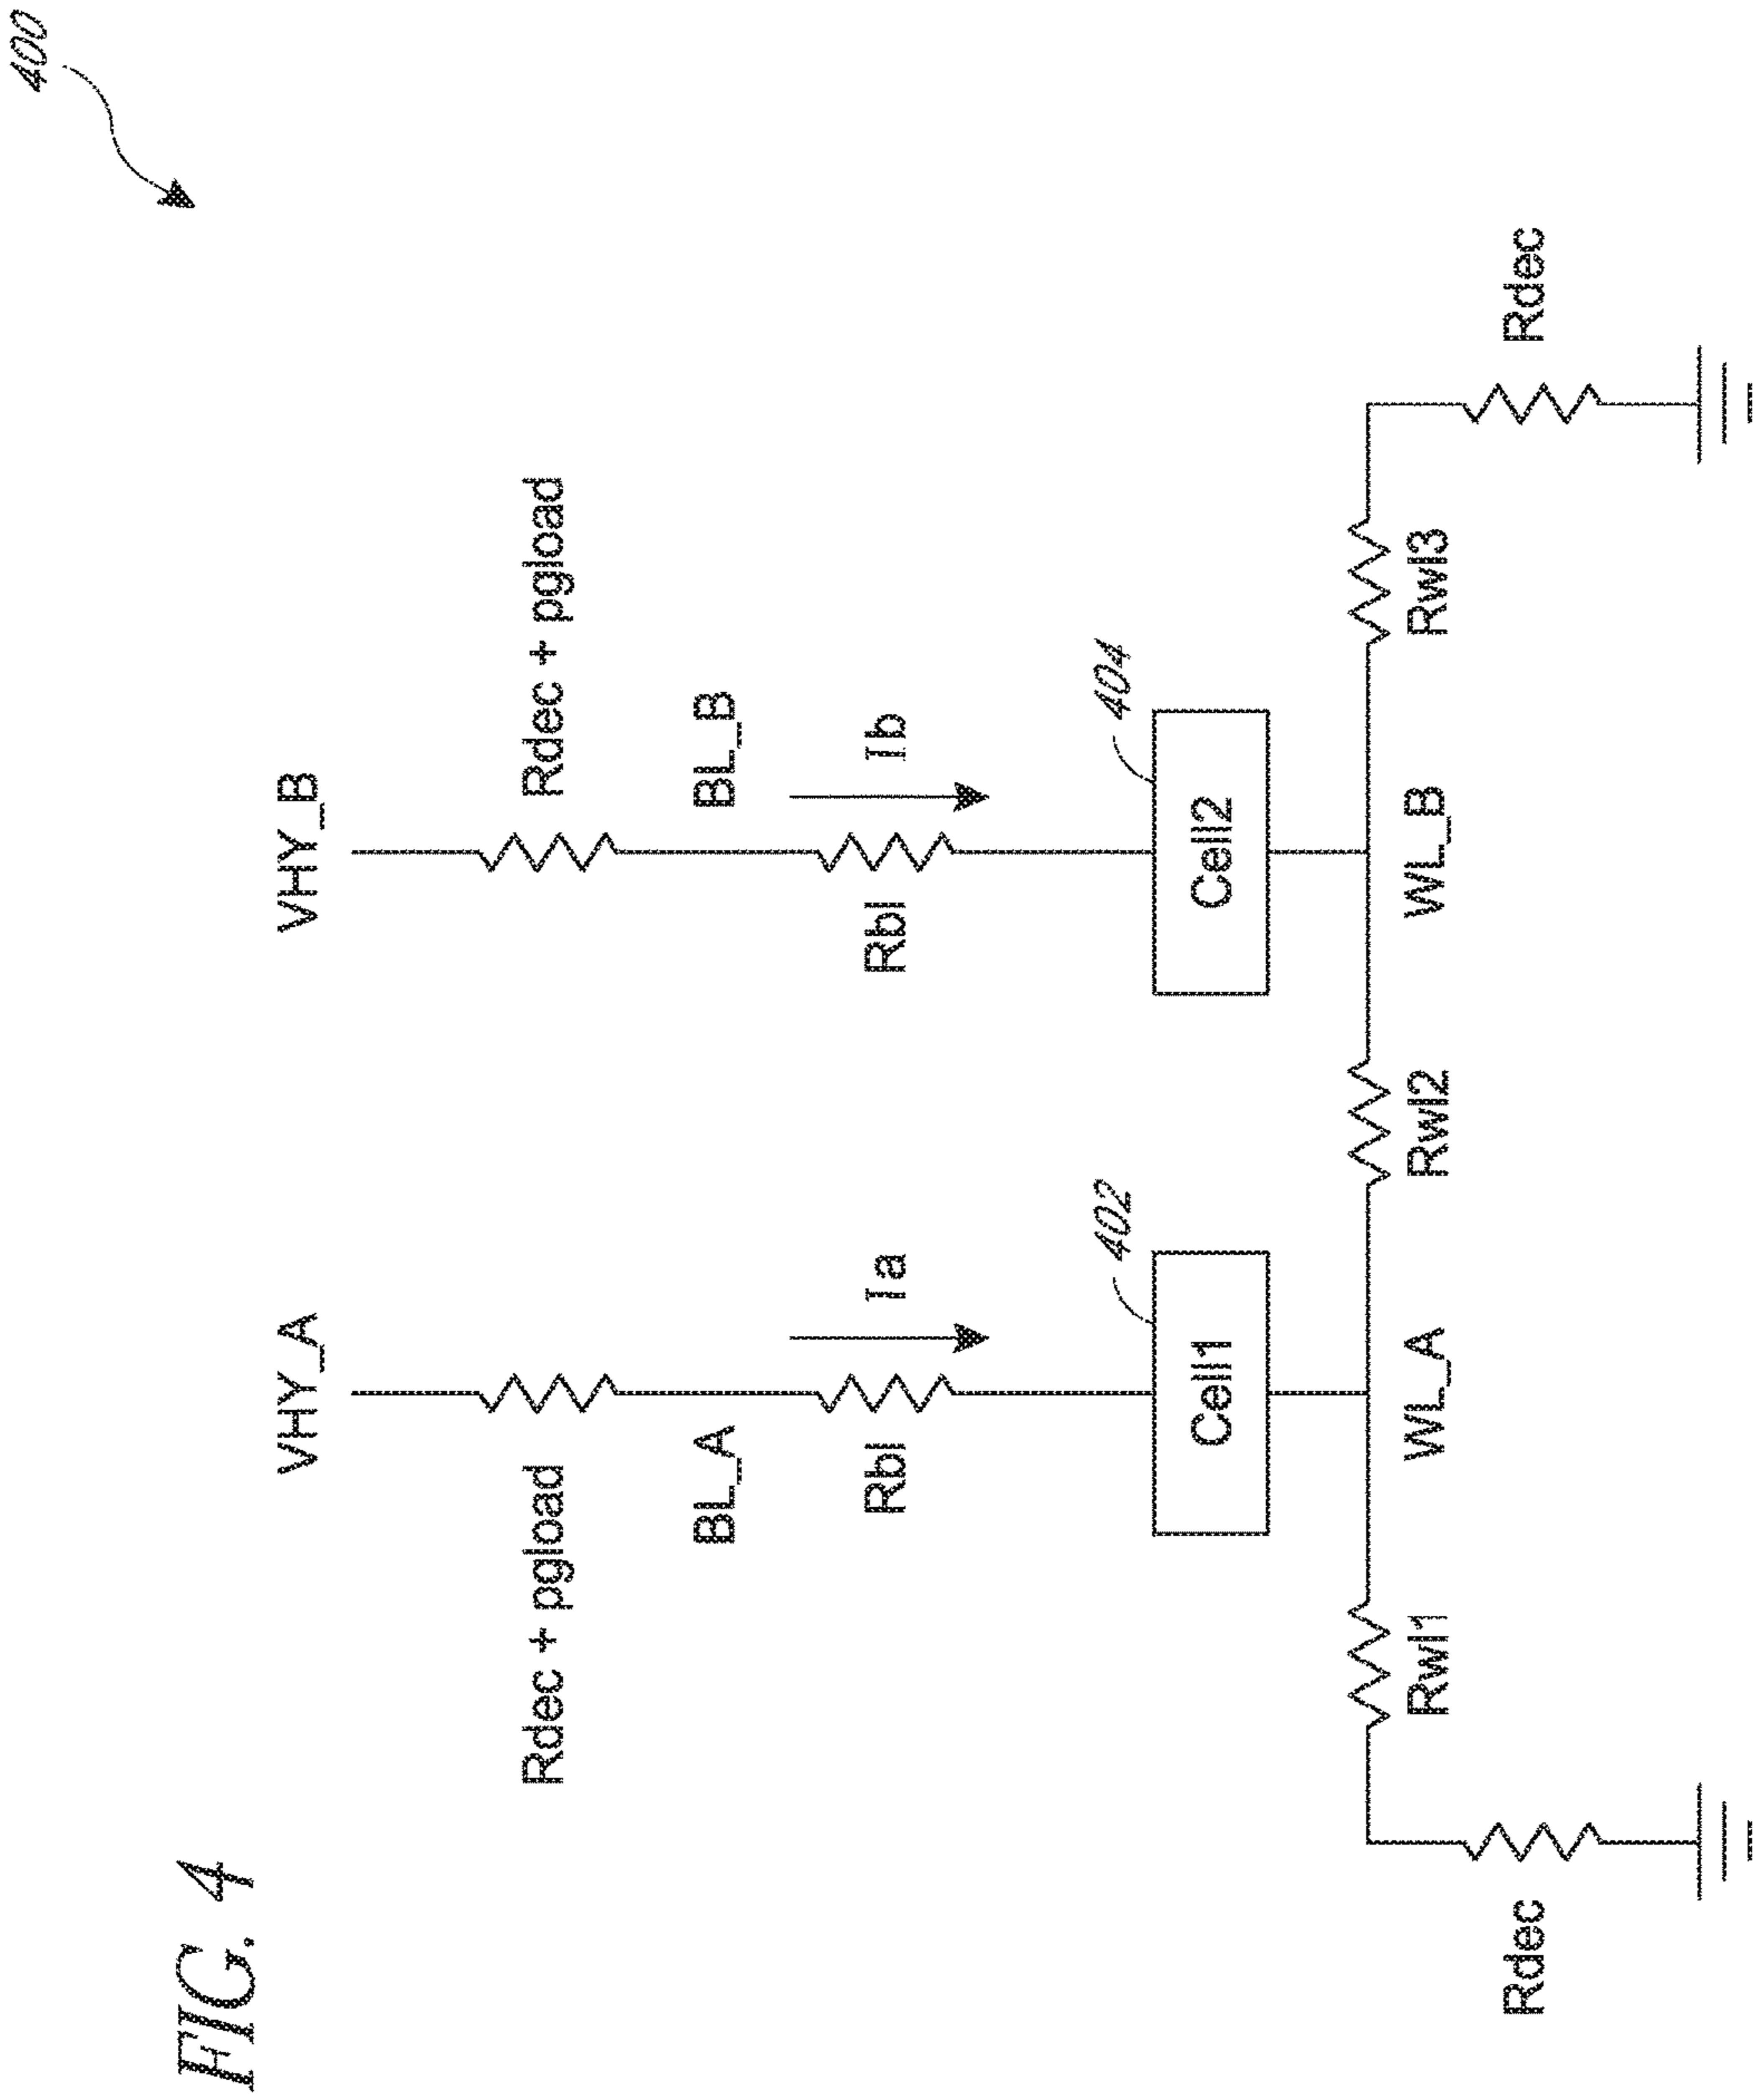 FIG. 4
400
VHY_A
VHY_B
Rdec + pgload
Rdec + pgload
BL_A
BL_B
Rbl
Ia
Rbl
Ib
402
404
Cell1
Cell2
Rwl1
WL_A
Rwl2
WL_B
Rwl3
Rdec
Rdec